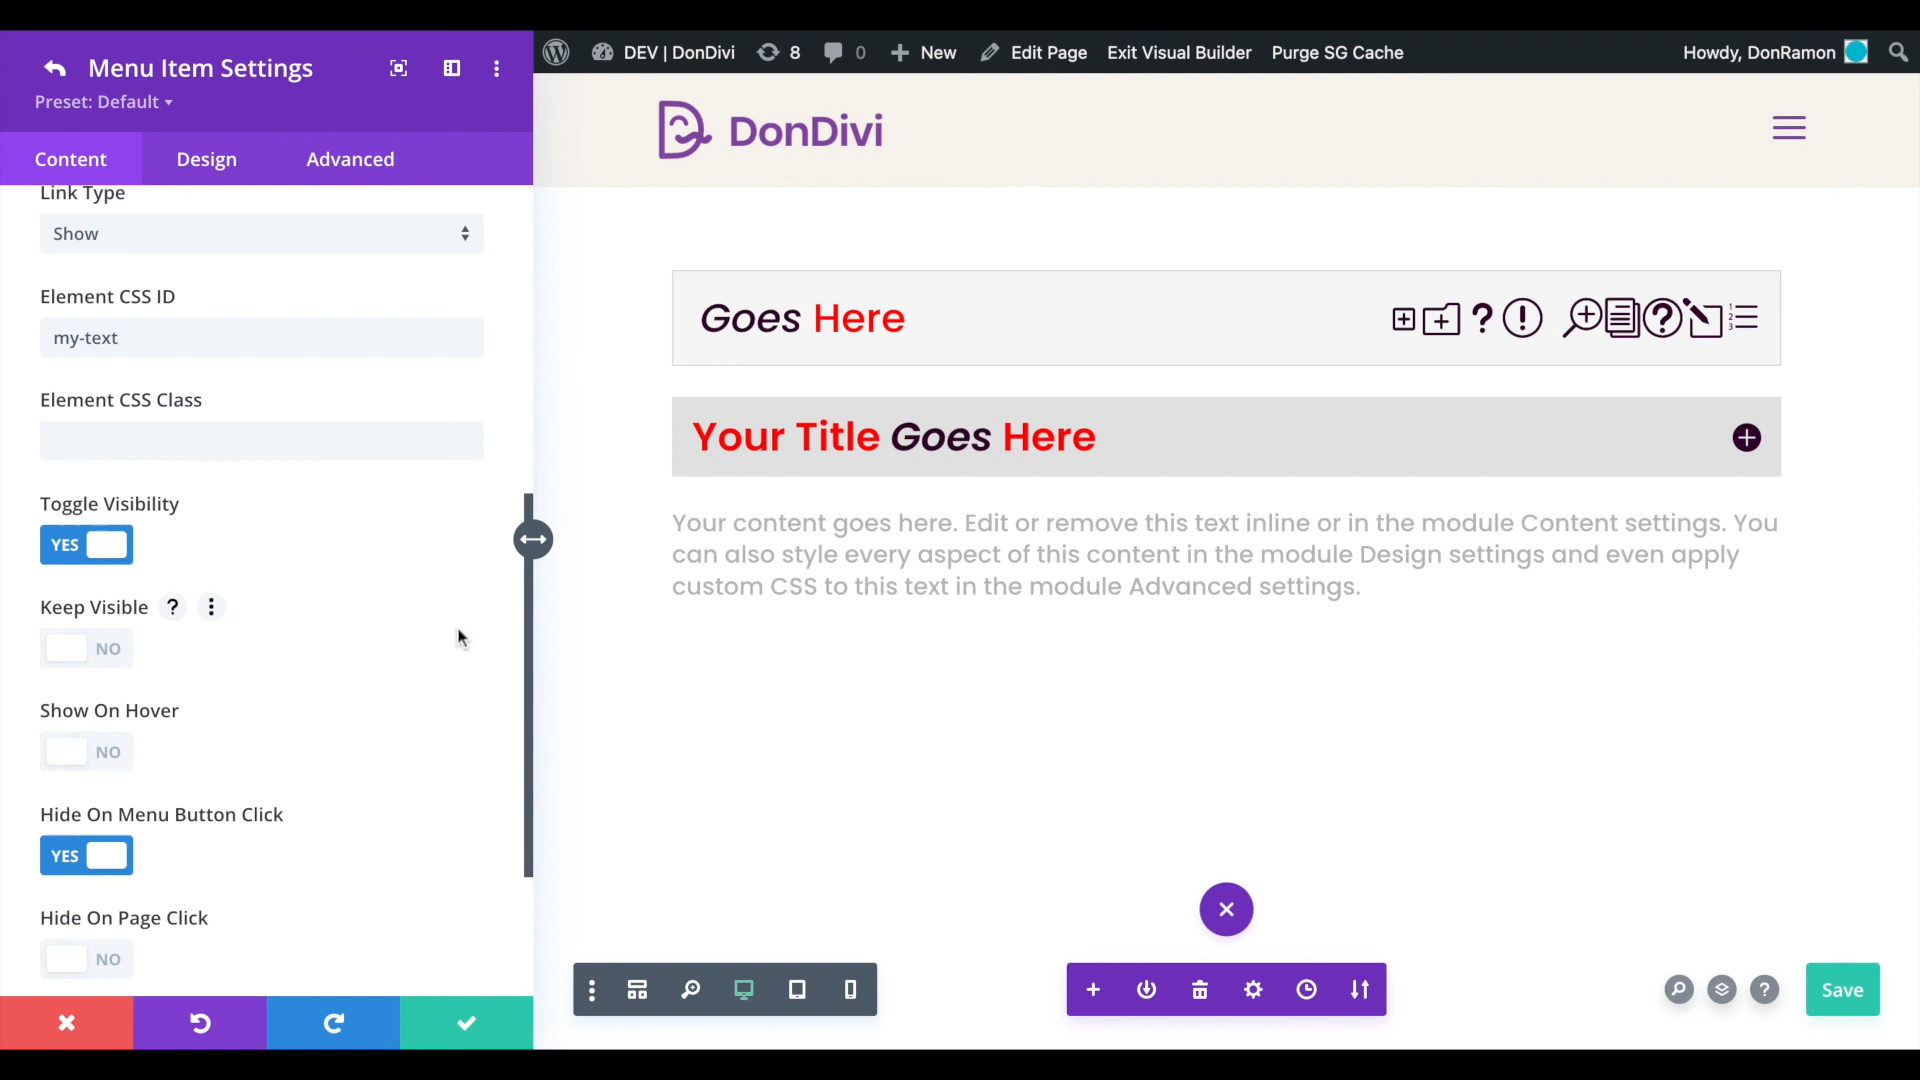 Menu Item Settings
Preset: Default
Content Design Advanced
Link Type
Show
Element CSS ID
my-text
Element CSS Class
Toggle Visibility
YES
Keep Visible ?
NO
Show On Hover
NO
Hide On Menu Button Click
YES
Hide On Page Click
NO
DEV | DonDivi 8 0 New Edit Page Exit Visual Builder Purge SG Cache Howdy, DonRamon
DonDivi
Goes Here
Your Title Goes Here
Your content goes here. Edit or remove this text inline or in the module Content settings. You
can also style every aspect of this content in the module Design settings and even apply
custom CSS to this text in the module Advanced settings.
Save